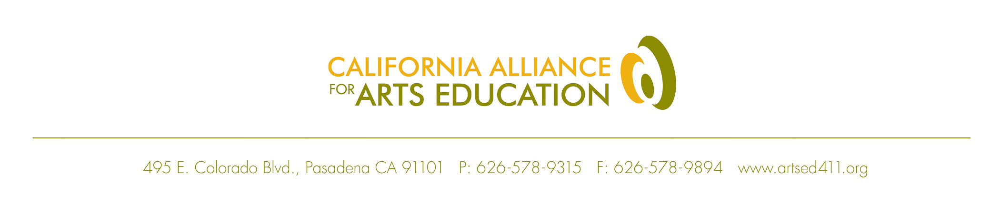 CALIFORNIA ALLIANCE
FOR ARTS EDUCATION
495 E. Colorado Blvd., Pasadena CA 91101 P: 626-578-9315 F: 626-578-9894 www.artsed411.org